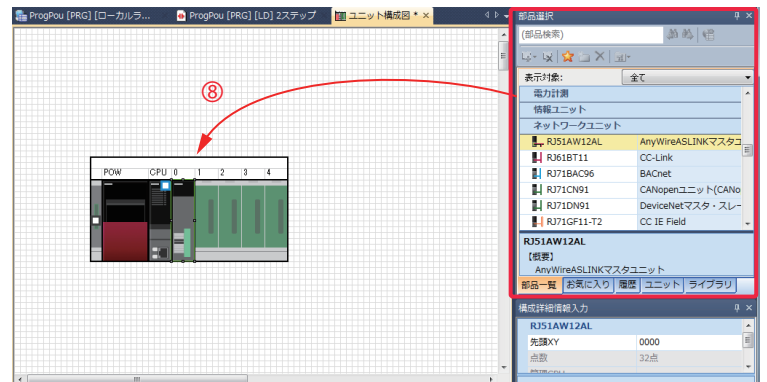 ProgPou [PRG] [ローカルラ...
ProgPou [PRG] [LD] 2ステップ
ユニット構成図 * ×
部品選択
(部品検索)
表示対象: 全て
電力計測
情報ユニット
ネットワークユニット
RJ51AW12AL AnyWireASLINKマスタユ
RJ61BT11 CC-Link
RJ71BAC96 BACnet
RJ71CN91 CANopenユニット(CANo
RJ71DN91 DeviceNetマスタ・スレー
RJ71GF11-T2 CC IE Field
RJ51AW12AL
【概要】
AnyWireASLINKマスタユニット
部品一覧 お気に入り 履歴 ユニット ライブラリ
⑧
POW CPU 0 1 2 3 4
構成詳細情報入力
RJ51AW12AL
先頭XY 0000
点数 32点